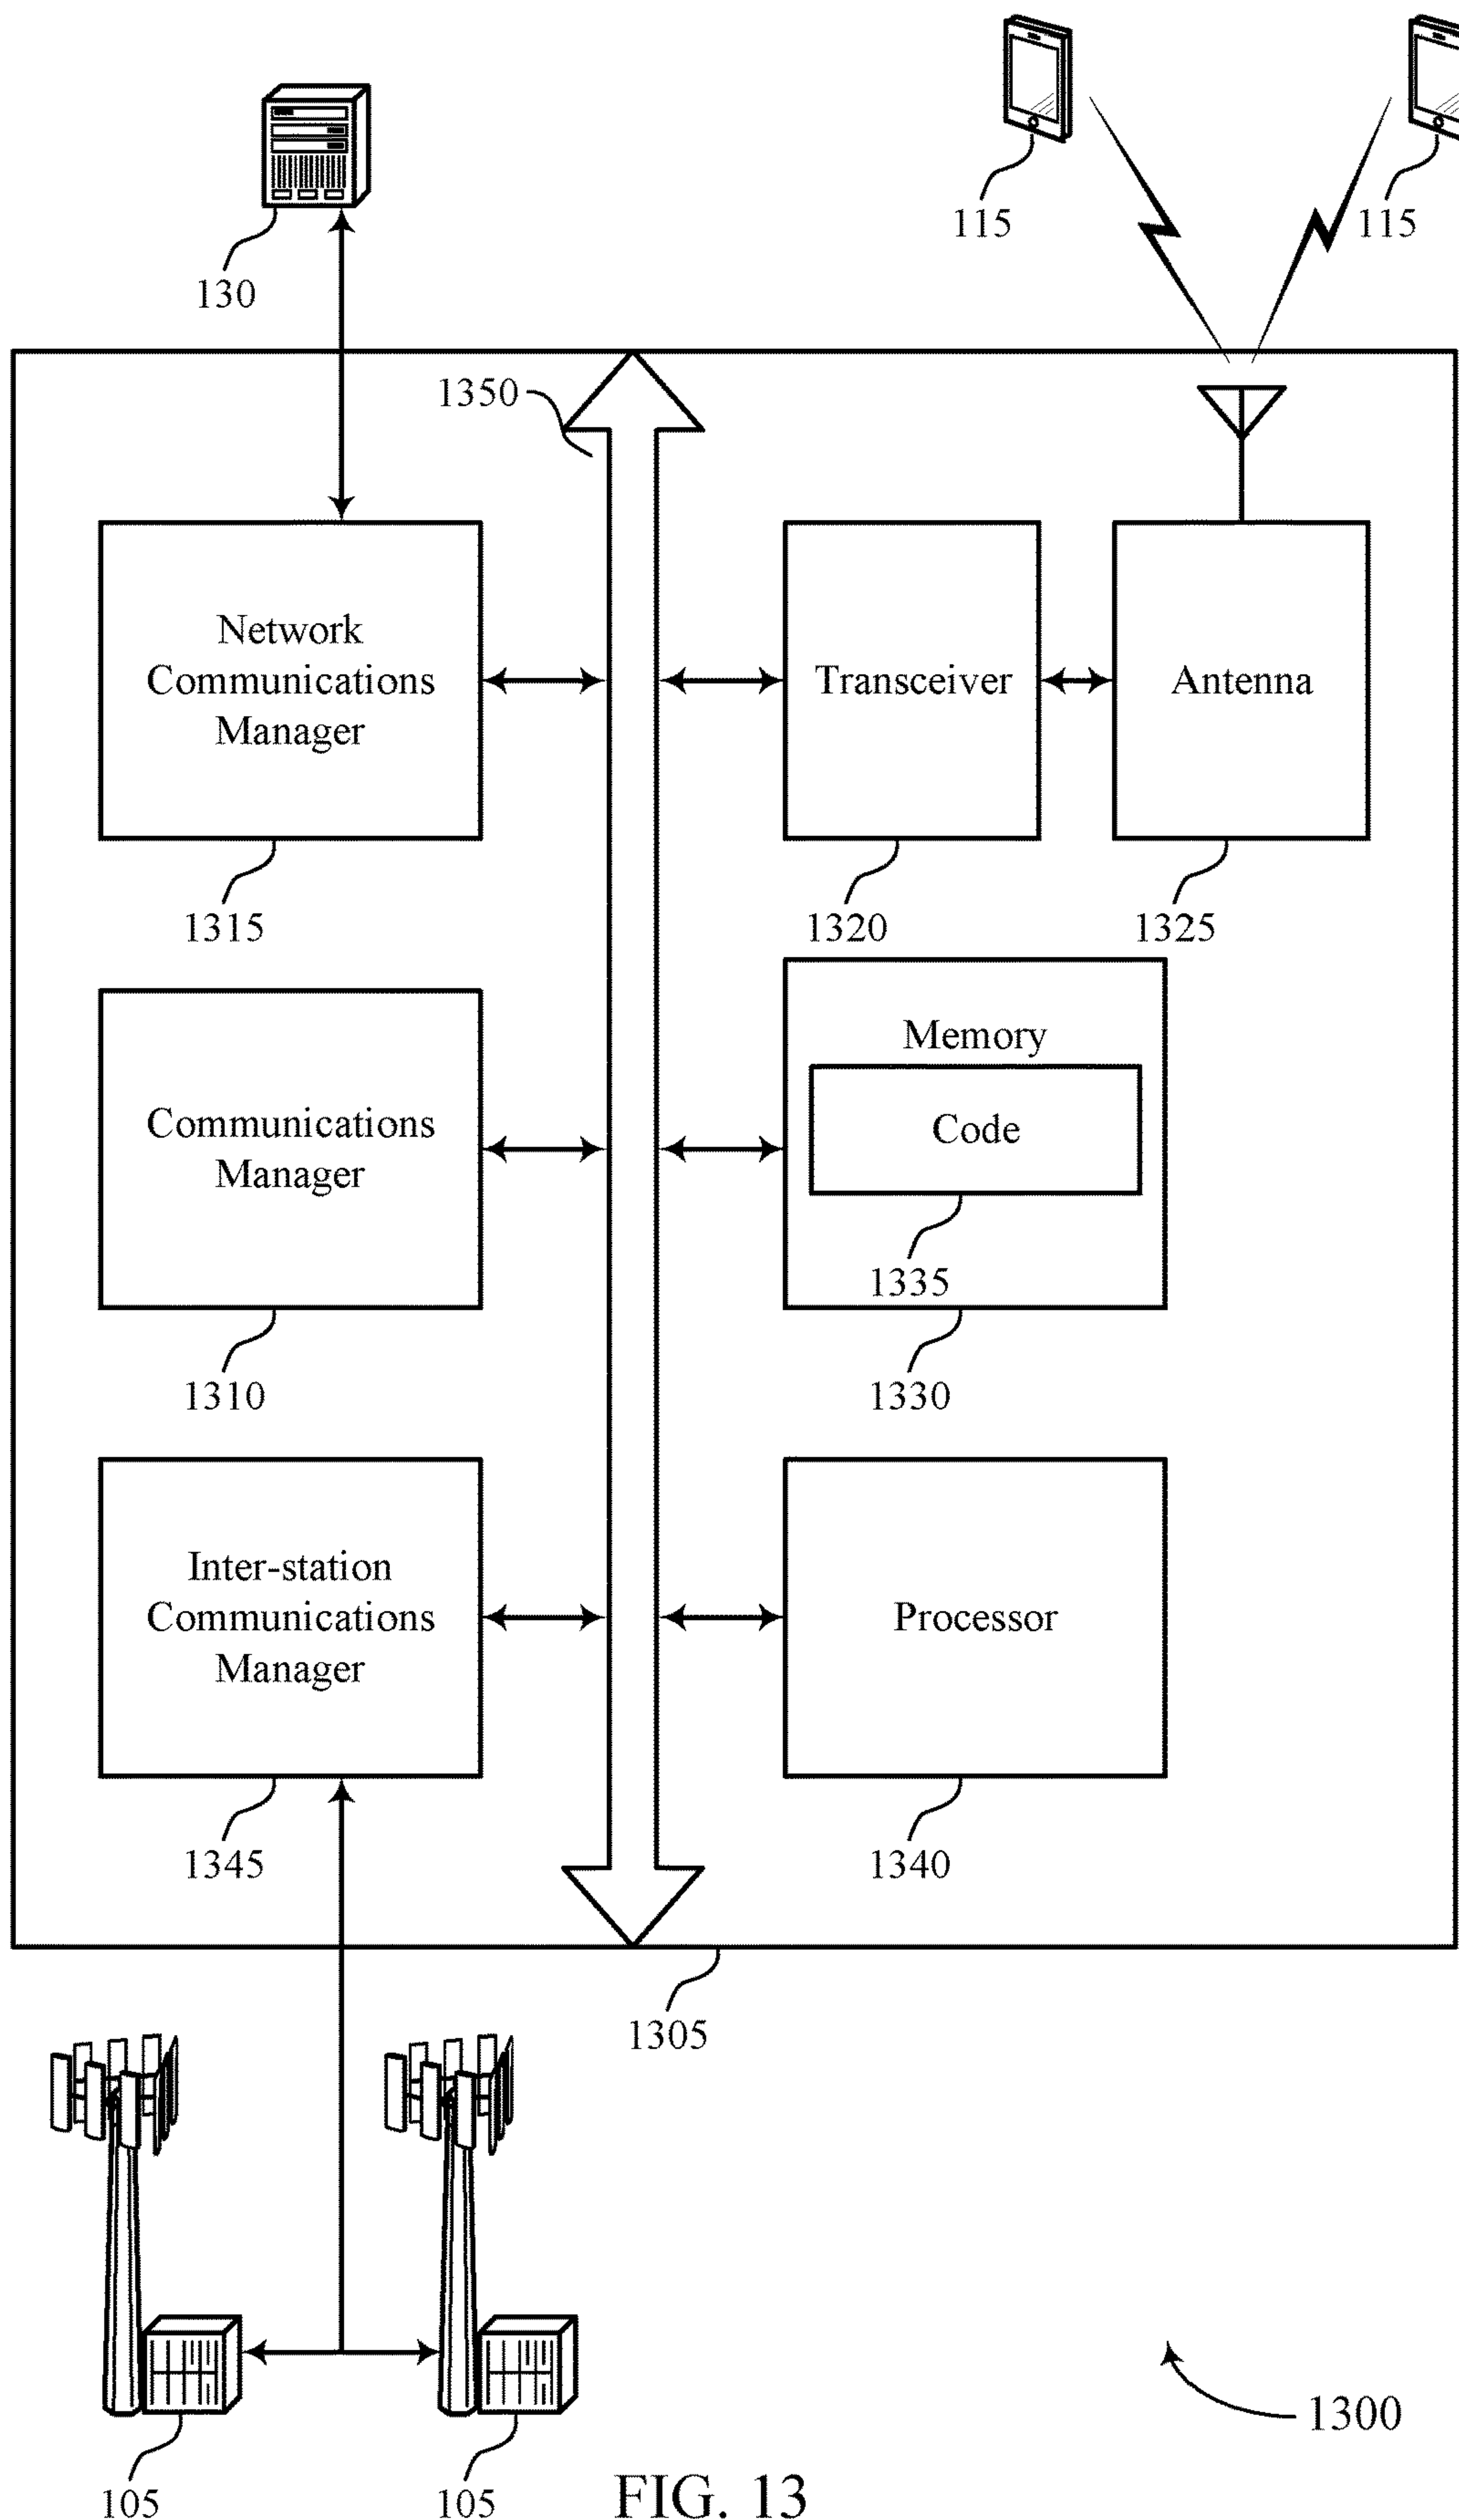 115
115
130
1350
Network
Communications
Manager
Transceiver
Antenna
1315
1320
1325
Communications
Manager
Memory
Code
1335
1310
1330
Inter-station
Communications
Manager
Processor
1345
1340
1305
1300
105
105
FIG. 13